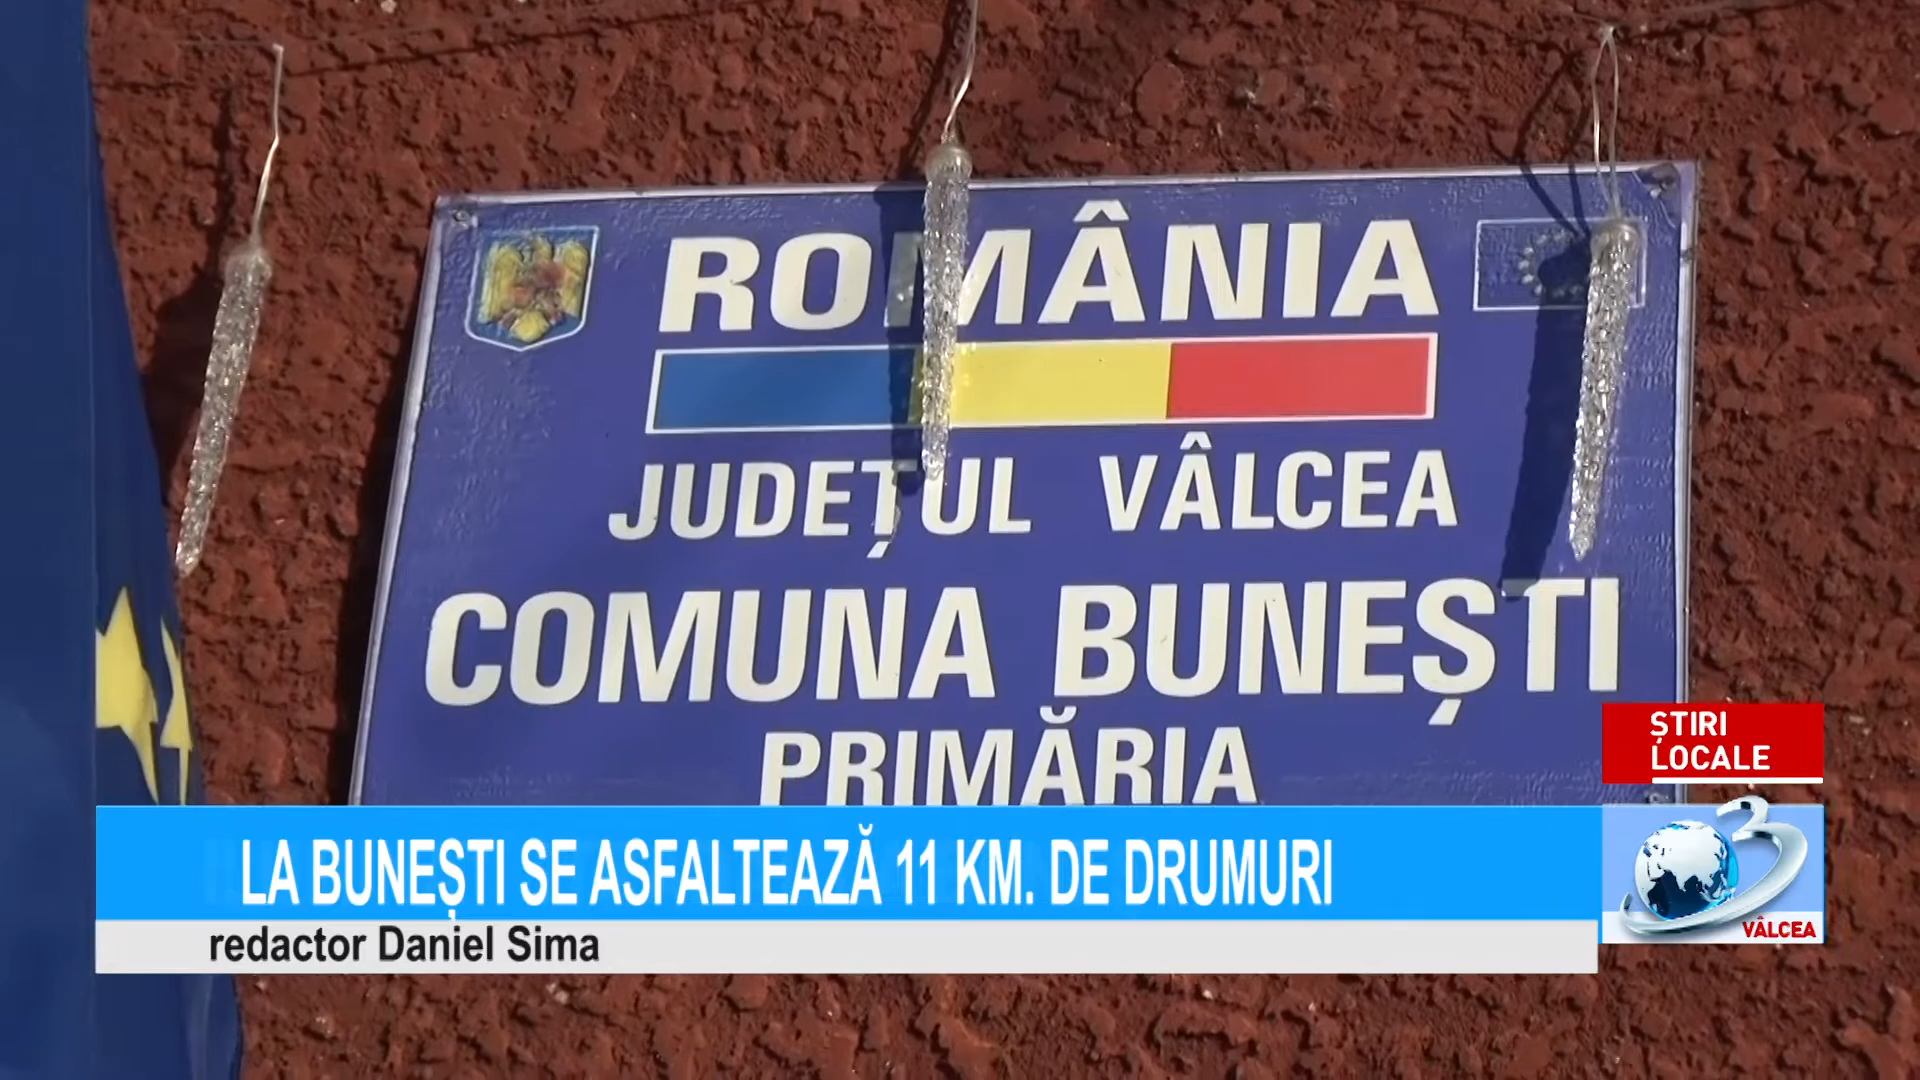 ROMÂNIA
JUDEȚUL VÂLCEA
COMUNA BUNEȘTI
PRIMĂRIA
ȘTIRI
LOCALE
LA BUNEȘTI SE ASFALTEAZĂ 11 KM. DE DRUMURI
redactor Daniel Sima
3
VÂLCEA